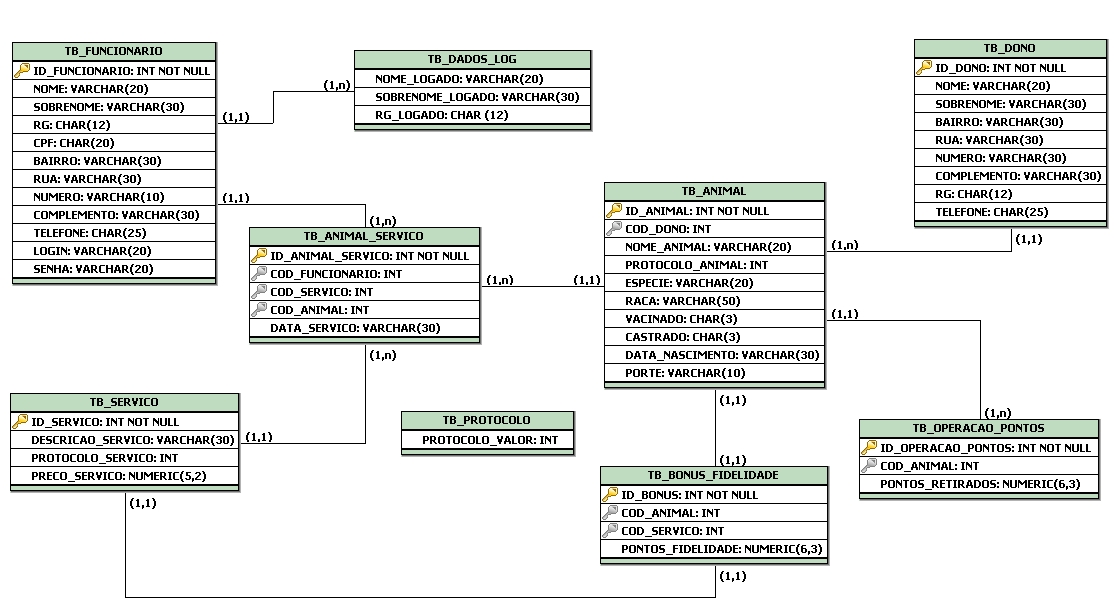 TB_FUNCIONARIO
ID_FUNCIONARIO: INT NOT NULL
NOME: VARCHAR(20)
SOBRENOME: VARCHAR(30)
RG: CHAR(12)
CPF: CHAR(20)
BAIRRO: VARCHAR(30)
RUA: VARCHAR(30)
NUMERO: VARCHAR(10)
COMPLEMENTO: VARCHAR(30)
TELEFONE: CHAR(25)
LOGIN: VARCHAR(20)
SENHA: VARCHAR(20)
(1,1)
(1,n)
TB_DADOS_LOG
NOME_LOGADO: VARCHAR(20)
SOBRENOME_LOGADO: VARCHAR(30)
RG_LOGADO: CHAR (12)
TB_DONO
ID_DONO: INT NOT NULL
NOME: VARCHAR(20)
SOBRENOME: VARCHAR(30)
BAIRRO: VARCHAR(30)
RUA: VARCHAR(30)
NUMERO: VARCHAR(30)
COMPLEMENTO: VARCHAR(30)
RG: CHAR(12)
TELEFONE: CHAR(25)
(1,1)
(1,1)
(1,n)
TB_ANIMAL_SERVICO
ID_ANIMAL_SERVICO: INT NOT NULL
COD_FUNCIONARIO: INT
COD_SERVICO: INT
COD_ANIMAL: INT
DATA_SERVICO: VARCHAR(30)
(1,n)
(1,n)
(1,1)
TB_ANIMAL
ID_ANIMAL: INT NOT NULL
COD_DONO: INT
NOME_ANIMAL: VARCHAR(20)
PROTOCOLO_ANIMAL: INT
ESPECIE: VARCHAR(20)
RACA: VARCHAR(50)
VACINADO: CHAR(3)
CASTRADO: CHAR(3)
DATA_NASCIMENTO: VARCHAR(30)
PORTE: VARCHAR(10)
(1,n)
(1,1)
(1,1)
TB_SERVICO
ID_SERVICO: INT NOT NULL
DESCRICAO_SERVICO: VARCHAR(30)
PROTOCOLO_SERVICO: INT
PRECO_SERVICO: NUMERIC(5,2)
(1,1)
(1,1)
TB_PROTOCOLO
PROTOCOLO_VALOR: INT
(1,1)
TB_BONUS_FIDELIDADE
ID_BONUS: INT NOT NULL
COD_ANIMAL: INT
COD_SERVICO: INT
PONTOS_FIDELIDADE: NUMERIC(6,3)
(1,1)
(1,n)
TB_OPERACAO_PONTOS
ID_OPERACAO_PONTOS: INT NOT NULL
COD_ANIMAL: INT
PONTOS_RETIRADOS: NUMERIC(6,3)